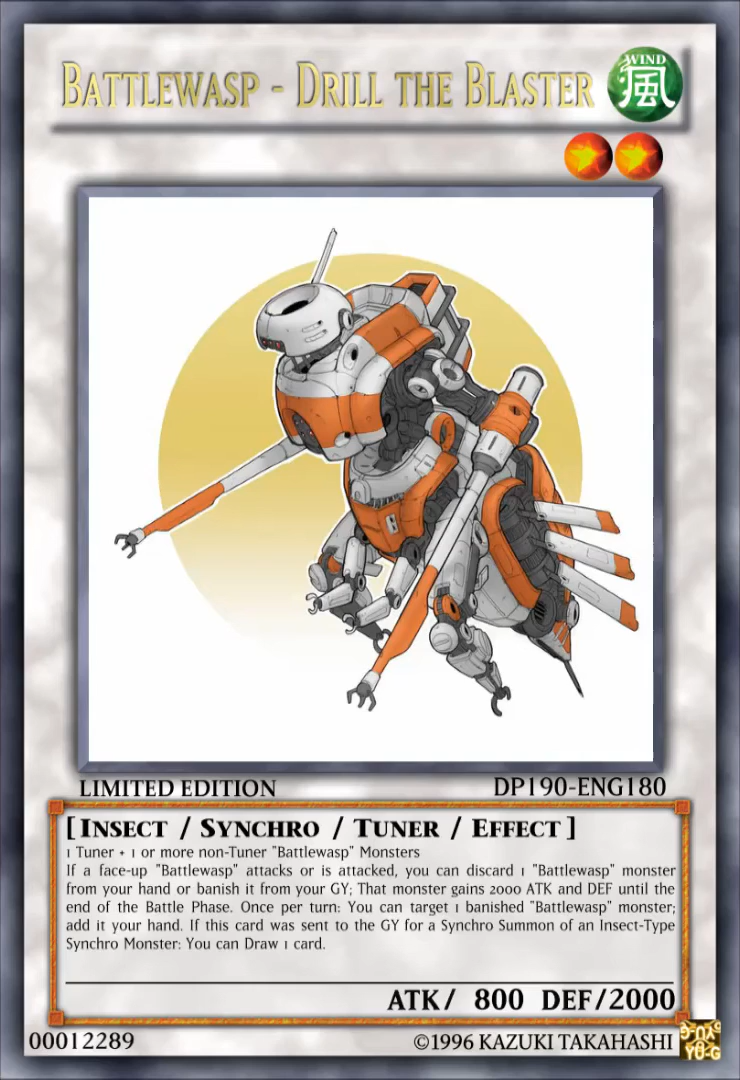 BATTLEWASP - DRILL THE BLASTER
WIND
風
LIMITED EDITION
DP190-ENG180
[ INSECT / SYNCHRO / TUNER / EFFECT ]
1 Tuner + 1 or more non-Tuner "Battlewasp" Monsters
If a face-up "Battlewasp" attacks or is attacked, you can discard 1 "Battlewasp" monster
from your hand or banish it from your GY; That monster gains 2000 ATK and DEF until the
end of the Battle Phase. Once per turn: You can target 1 banished "Battlewasp" monster;
add it your hand. If this card was sent to the GY for a Synchro Summon of an Insect-Type
Synchro Monster: You can Draw 1 card.
ATK/ 800 DEF/2000
00012289
©1996 KAZUKI TAKAHASHI